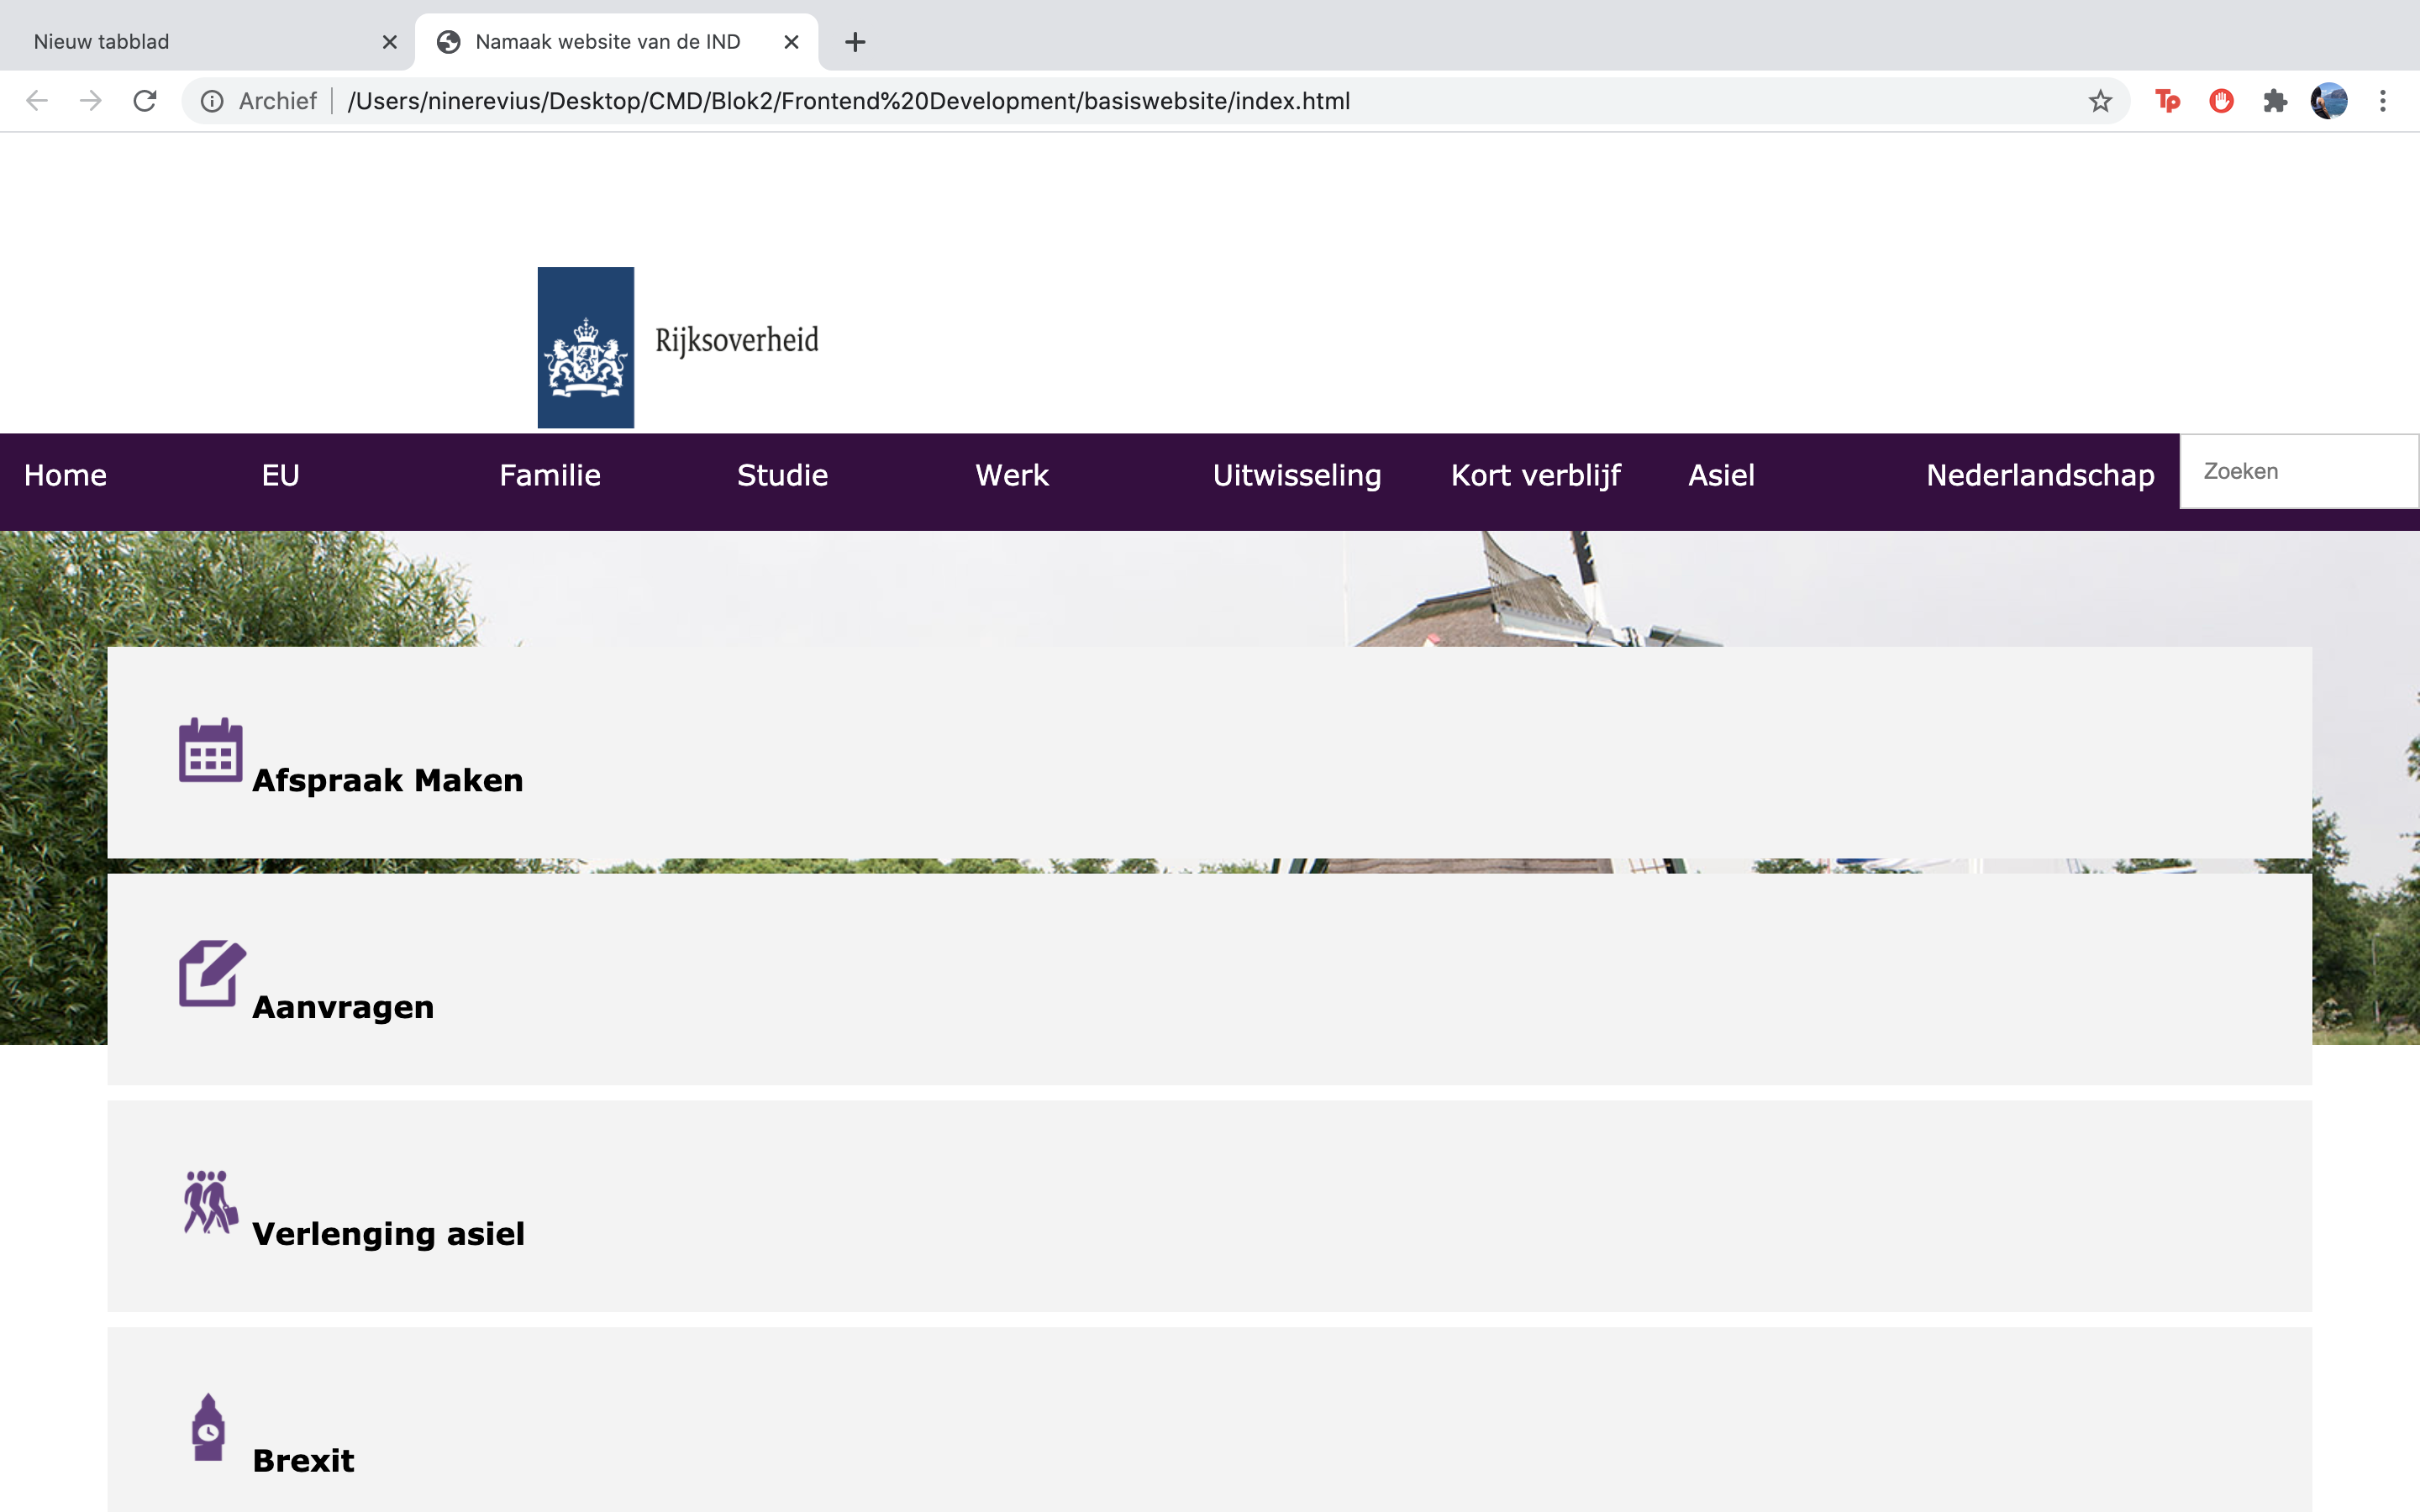 Nieuw tabblad
Namaak website van de IND
Archief | /Users/ninerevius/Desktop/CMD/Blok2/Frontend%20Development/basiswebsite/index.html
Tp
Rijksoverheid
Home EU Familie Studie Werk Uitwisseling Kort verblijf Asiel Nederlandschap Zoeken
Afspraak Maken
Aanvragen
Verlenging asiel
Brexit